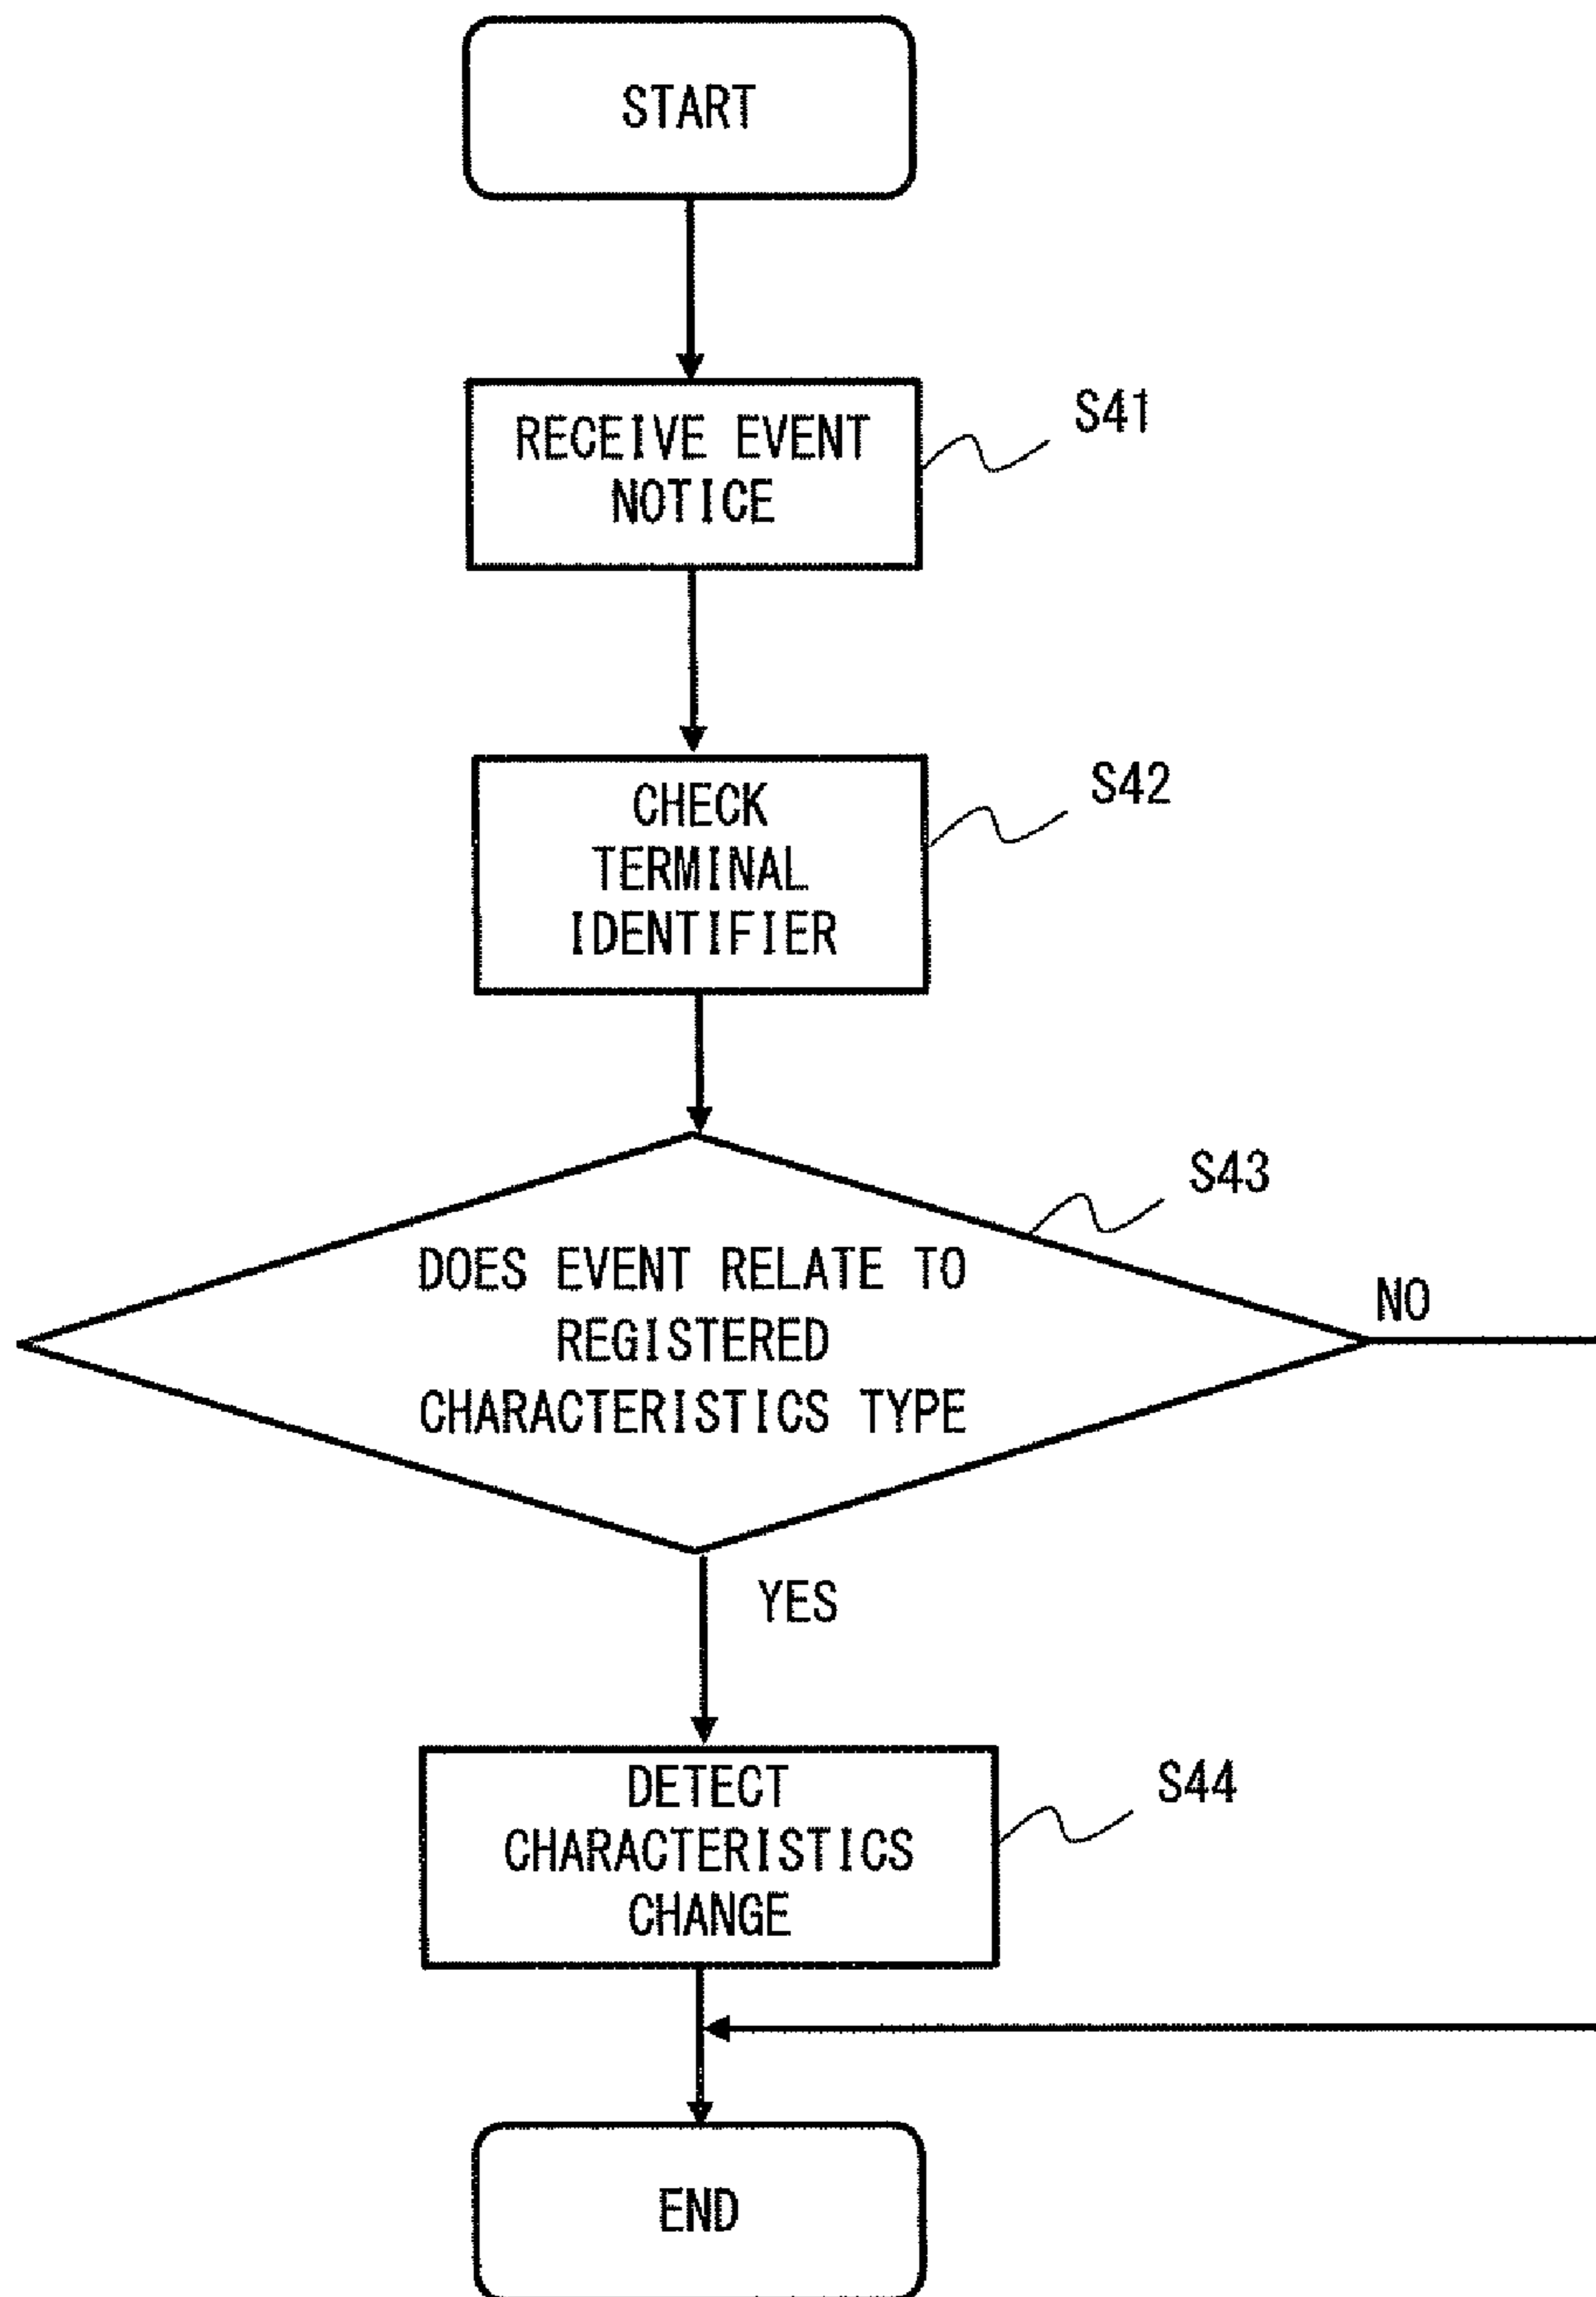 START
RECEIVE EVENT
NOTICE
S41
CHECK
TERMINAL
IDENTIFIER
S42
S43
DOES EVENT RELATE TO
REGISTERED
CHARACTERISTICS TYPE
NO
YES
DETECT
CHARACTERISTICS
CHANGE
S44
END